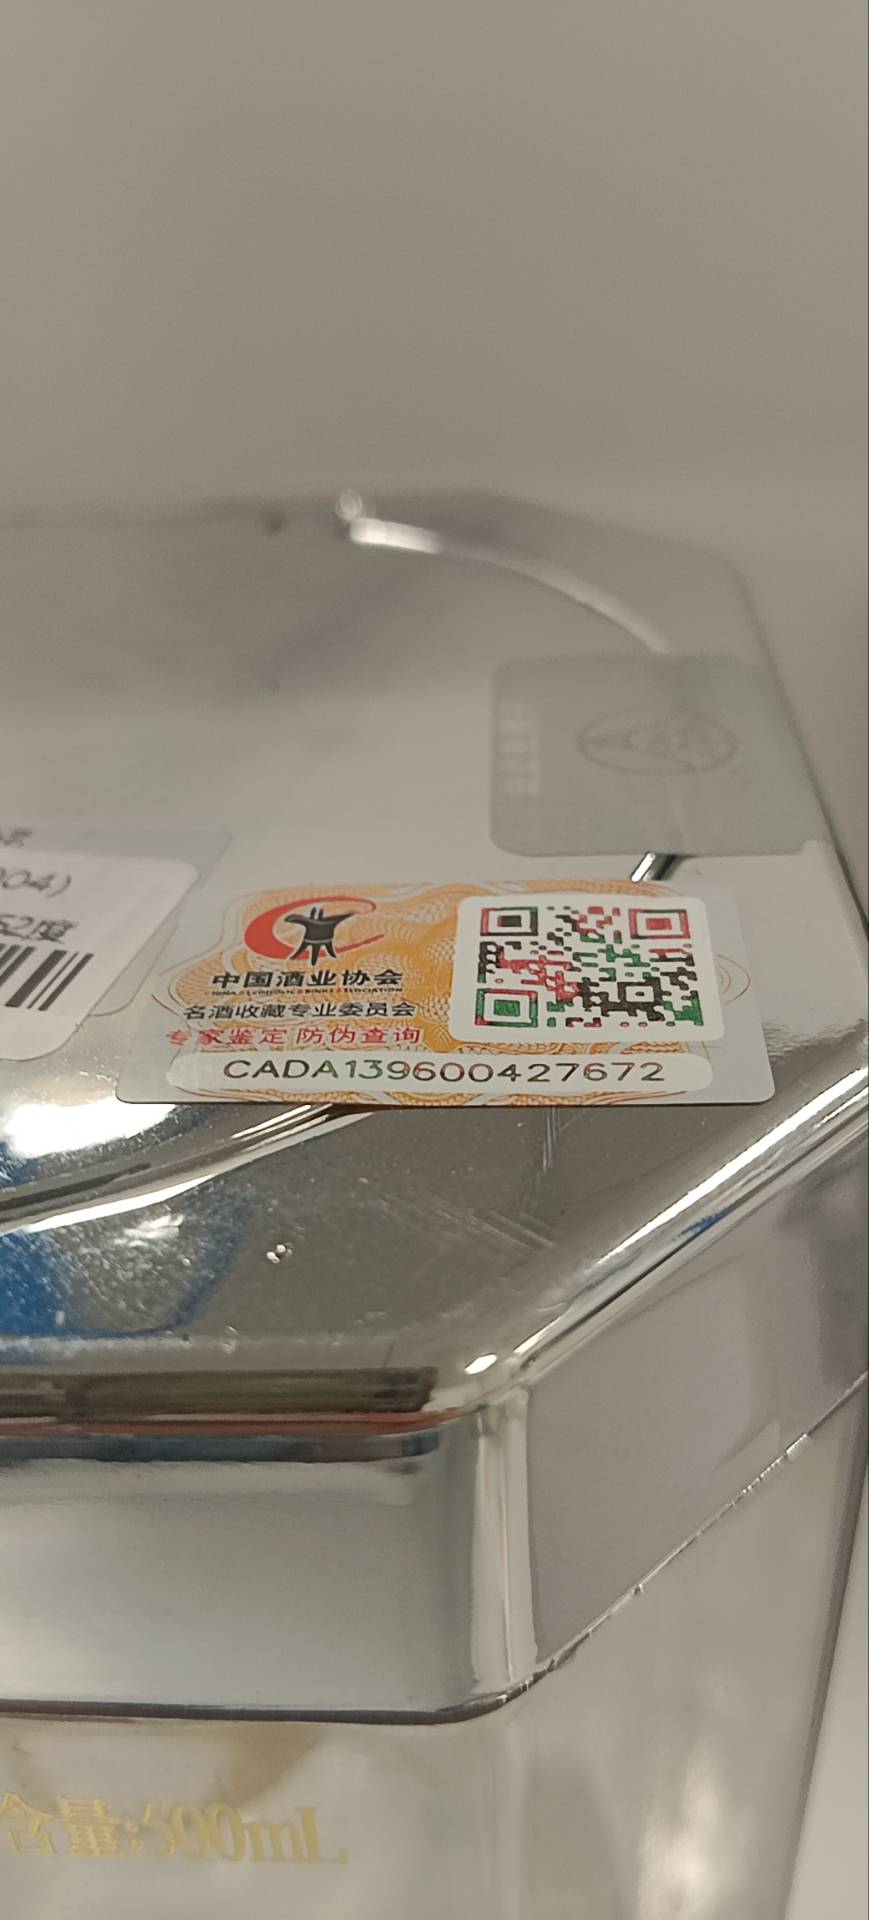 004)
52度
中国酒业协会
名酒收藏专业委员会
专家鉴定 防伪查询
CADA139600427672
含量:500mL